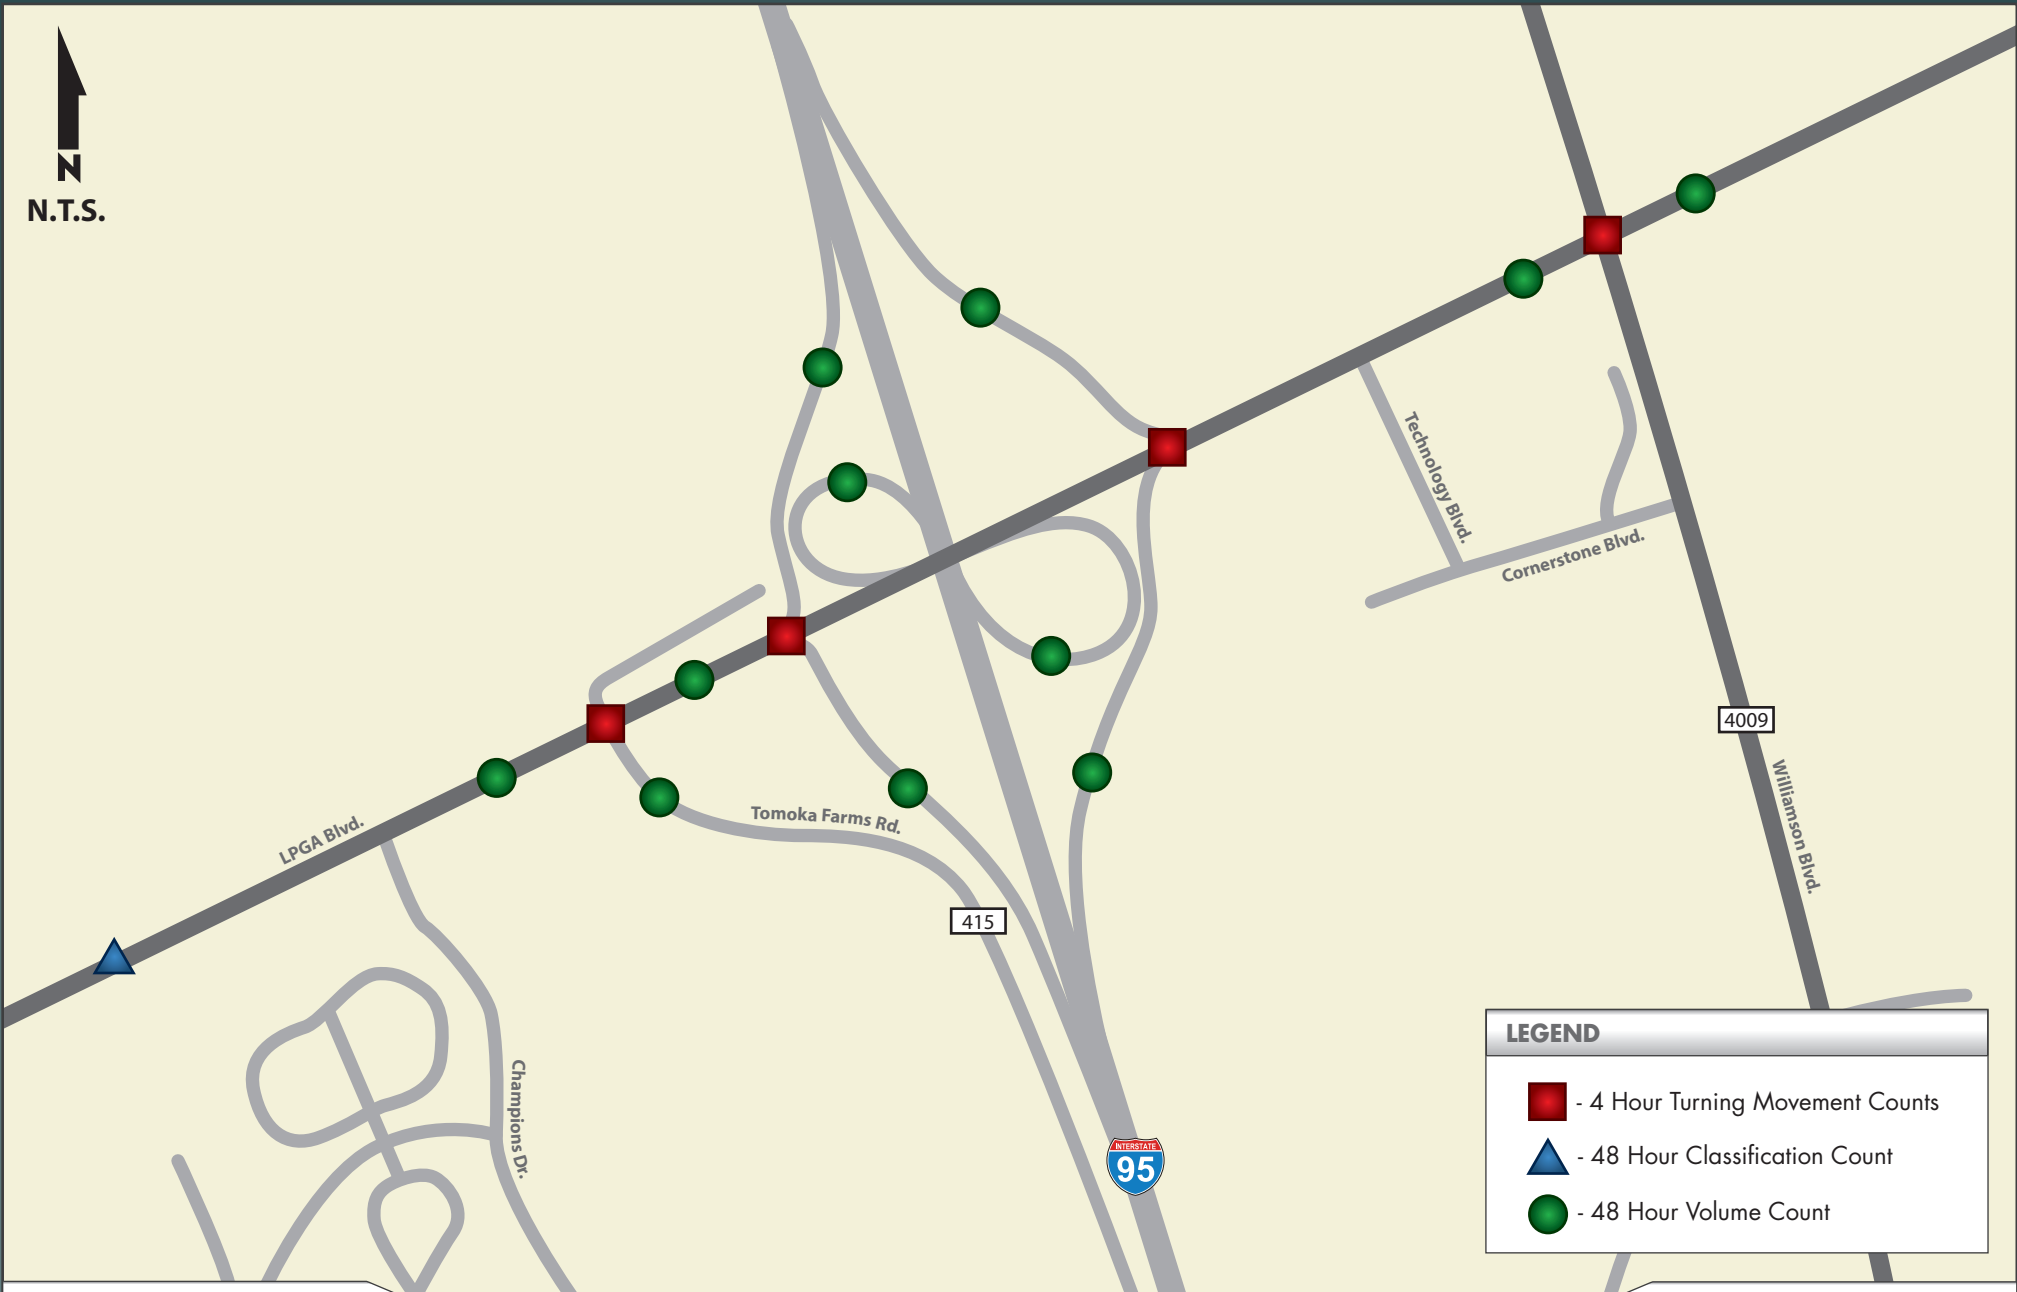 N
N.T.S.
Technology Blvd.
Cornerstone Blvd.
4009
Williamson Blvd.
LPGA Blvd.
Tomoka Farms Rd.
415
Champions Dr.
INTERSTATE
95
LEGEND
- 4 Hour Turning Movement Counts
- 48 Hour Classification Count
- 48 Hour Volume Count